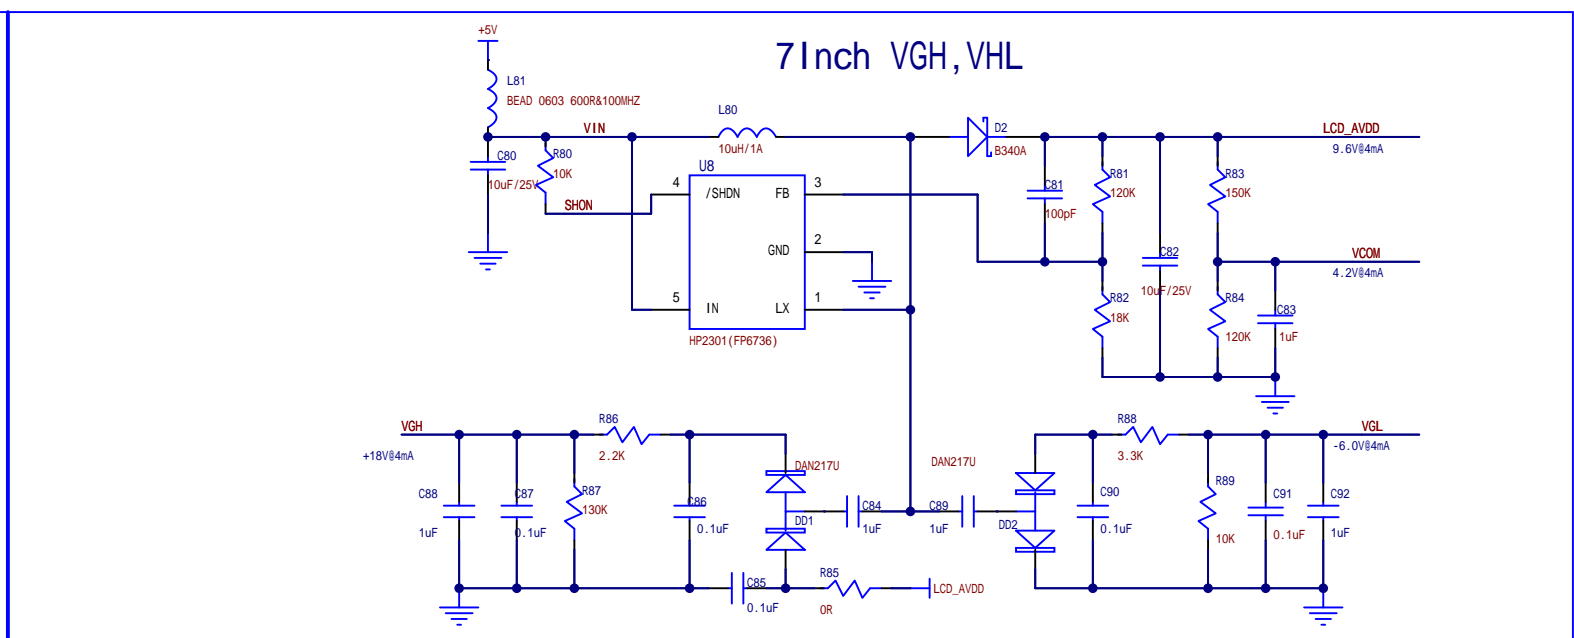 +5V
7Inch VGH,VHL
L81
BEAD 0603 600R&100MHZ
L80
10uH/1A
VIN
D2
B340A
LCD_AVDD
9.6V@4mA
C80
10uF/25V
R80
10K
SHON
U8
4
/SHDN
FB
3
GND
2
5
IN
LX
1
HP2301(FP6736)
C81
100pF
R81
120K
R83
150K
C82
10uF/25V
VCOM
4.2V@4mA
R82
18K
R84
120K
C83
1uF
VGH
+18V@4mA
R86
2.2K
DAN217U
DAN217U
R88
3.3K
VGL
-6.0V@4mA
C88
1uF
C87
0.1uF
R87
130K
C86
0.1uF
DD1
C84
1uF
C89
1uF
DD2
C90
0.1uF
R89
10K
C91
0.1uF
C92
1uF
C85
0.1uF
R85
0R
LCD_AVDD